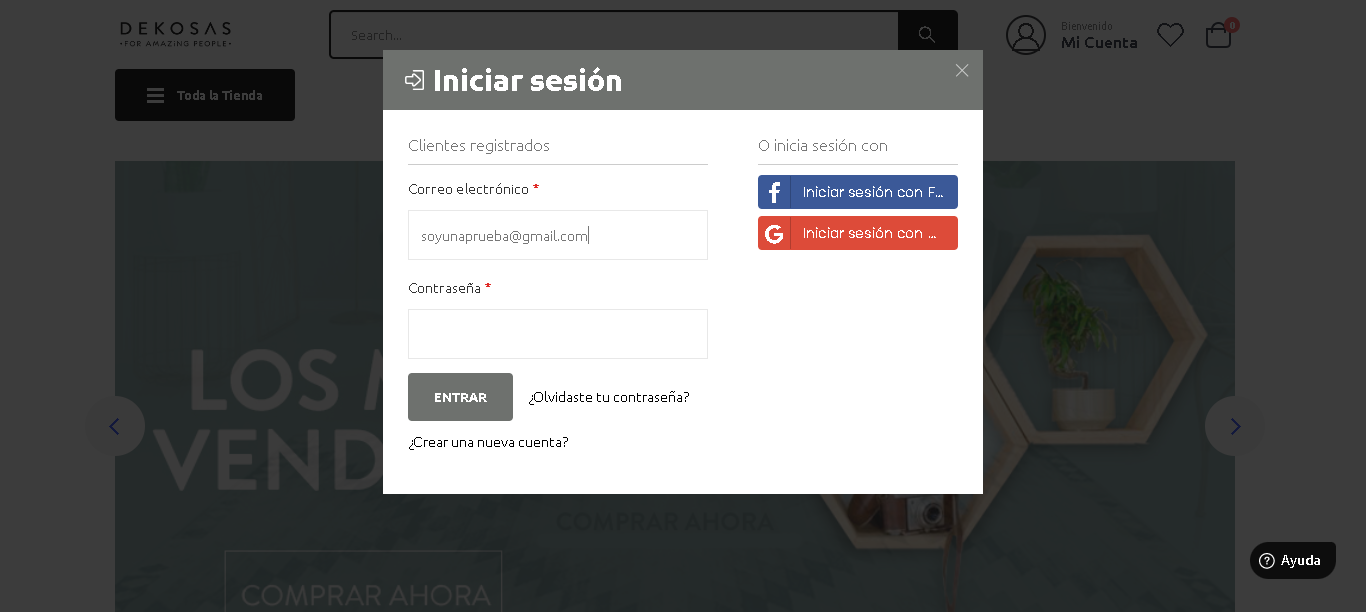 DEKOSAS
•FOR AMAZING PEOPLE•
Search...
Bienvenido
Mi Cuenta
0
Toda la Tienda
Iniciar sesión
Clientes registrados
O inicia sesión con
Correo electrónico *
soyunaprueba@gmail.com
Iniciar sesión con F...
Iniciar sesión con ...
Contraseña *
ENTRAR
¿Olvidaste tu contraseña?
¿Crear una nueva cuenta?
LOS
VEND
COMPRAR AHORA
COMPRAR AHORA
Ayuda